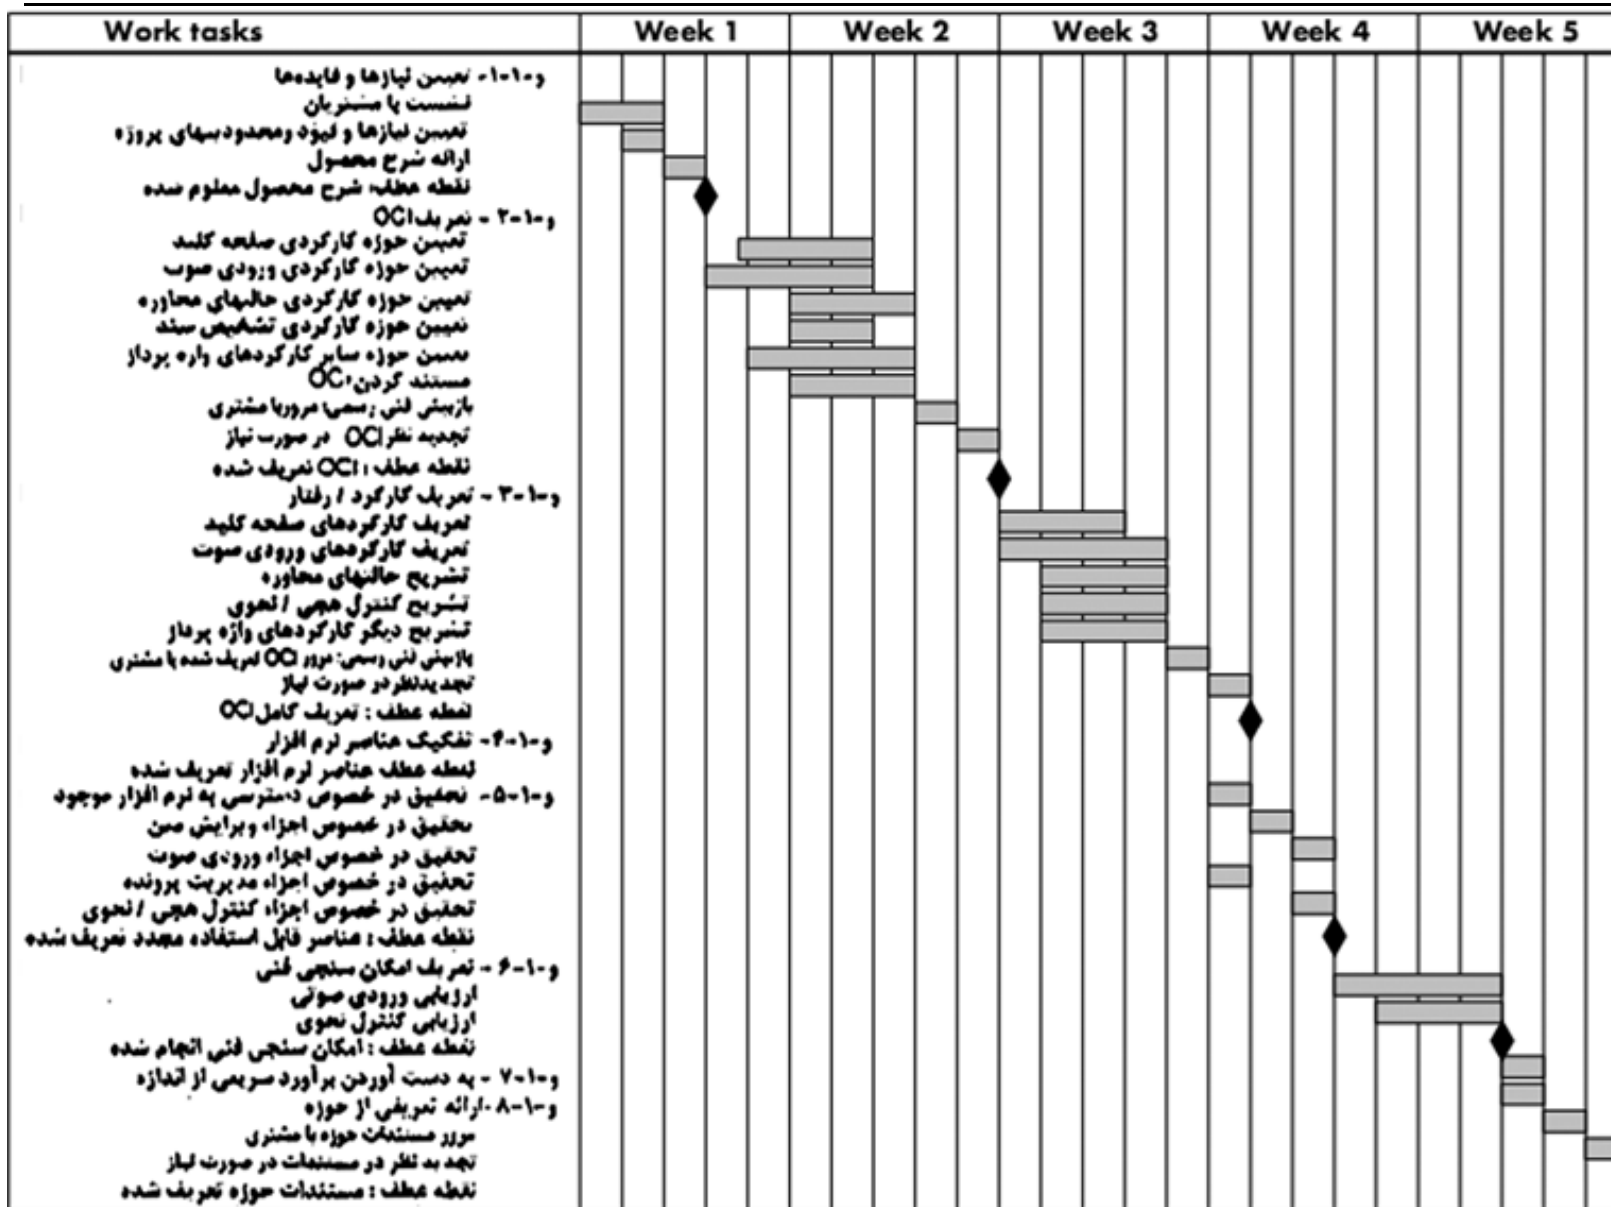 Work tasks Week 1 Week 2 Week 3 Week 4 Week 5
و-۱-۱- تعیین نیازها و فایده‌ها
نشست با مشتریان
تعیین نیازها و قیود ومحدودیتهای پروژه
ارائه شرح محصول
نقطه عطف: شرح محصول معلوم شده
و-۱-۲ - تعریف OCI
تعیین حوزه کارکردی صفحه کلید
تعیین حوزه کارکردی ورودی صوت
تعیین حوزه کارکردی حالتهای محاوره
تعیین حوزه کارکردی تشخیص سند
تعیین حوزه سایر کارکردهای واژه پرداز
مستند کردن OCI
بازبینی فنی رسمی: مروربا مشتری
تجدید نظر OCI در صورت نیاز
نقطه عطف : OCI تعریف شده
و-۱-۳ - تعریف کارکرد / رفتار
تعریف کارکردهای صفحه کلید
تعریف کارکردهای ورودی صوت
تشریح حالتهای محاوره
تشریح کنترل هجی / نحوی
تشریح دیگر کارکردهای واژه پرداز
بازبینی فنی رسمی: مرور OCI تعریف شده با مشتری
تجدیدنظردر صورت نیاز
نقطه عطف : تعریف کامل OCI
و-۱-۴- تفکیک عناصر نرم افزار
نقطه عطف عناصر نرم افزار تعریف شده
و-۱-۵- تحقیق در خصوص دسترسی به نرم افزار موجود
تحقیق در خصوص اجزاء ویرایش متن
تحقیق در خصوص اجزاء ورودی صوت
تحقیق در خصوص اجزاء مدیریت پرونده
تحقیق در خصوص اجزاء کنترل هجی / نحوی
نقطه عطف : عناصر قابل استفاده مجدد تعریف شده
و-۱-۶ - تعریف امکان سنجی فنی
ارزیابی ورودی صوتی
ارزیابی کنترل نحوی
نقطه عطف : امکان سنجی فنی انجام شده
و-۱-۷ - به دست آوردن برآورد سریعی از اندازه
و-۱-۸ -ارائه تعریفی از حوزه
مرور مستندات حوزه با مشتری
تجدید نظر در مستندات در صورت نیاز
نقطه عطف : مستندات حوزه تعریف شده